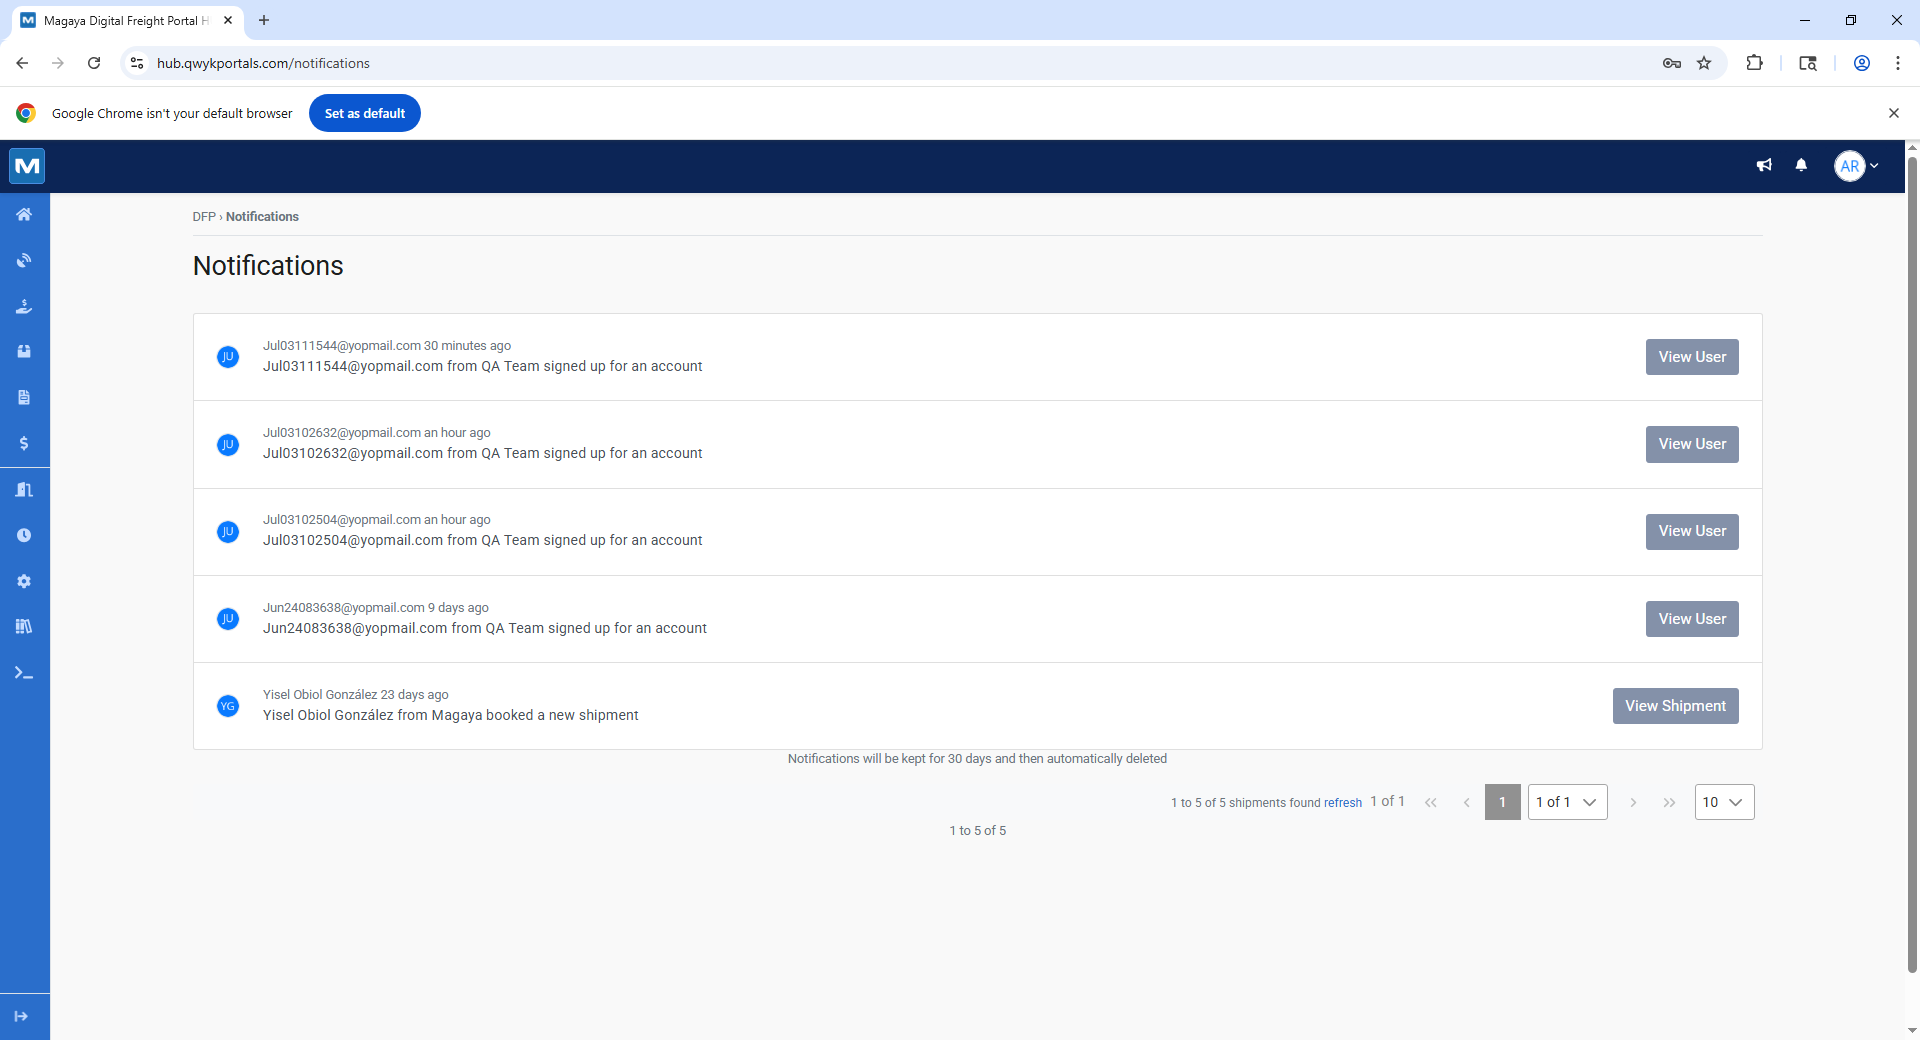 Magaya Digital Freight Portal H
hub.qwykportals.com/notifications
Google Chrome isn't your default browser
Set as default
M
AR
DFP › Notifications
Notifications
JU
Jul03111544@yopmail.com 30 minutes ago
Jul03111544@yopmail.com from QA Team signed up for an account
View User
JU
Jul03102632@yopmail.com an hour ago
Jul03102632@yopmail.com from QA Team signed up for an account
View User
JU
Jul03102504@yopmail.com an hour ago
Jul03102504@yopmail.com from QA Team signed up for an account
View User
JU
Jun24083638@yopmail.com 9 days ago
Jun24083638@yopmail.com from QA Team signed up for an account
View User
YG
Yisel Obiol González 23 days ago
Yisel Obiol González from Magaya booked a new shipment
View Shipment
Notifications will be kept for 30 days and then automatically deleted
1 to 5 of 5 shipments found refresh 1 of 1 « ‹ 1 1 of 1 › » 10
1 to 5 of 5